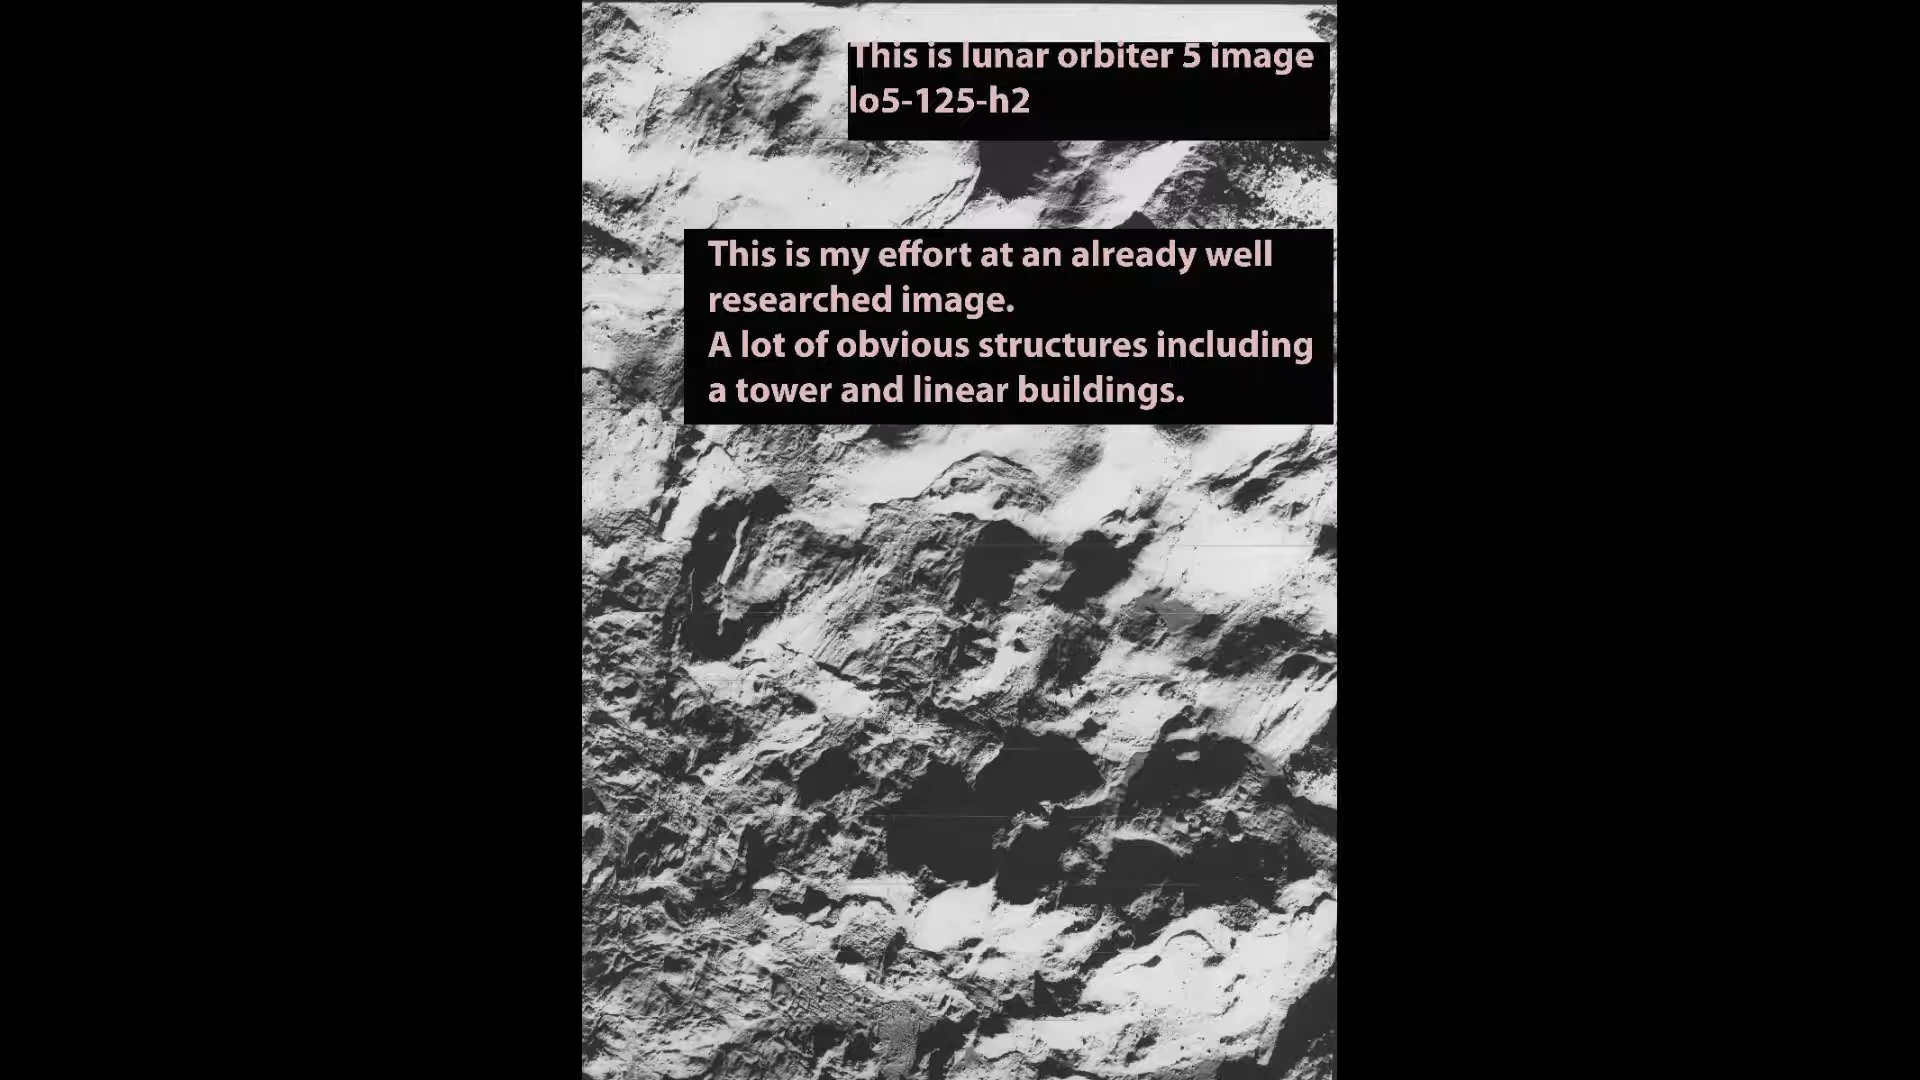 This is lunar orbiter 5 image
lo5-125-h2
This is my effort at an already well
researched image.
A lot of obvious structures including
a tower and linear buildings.